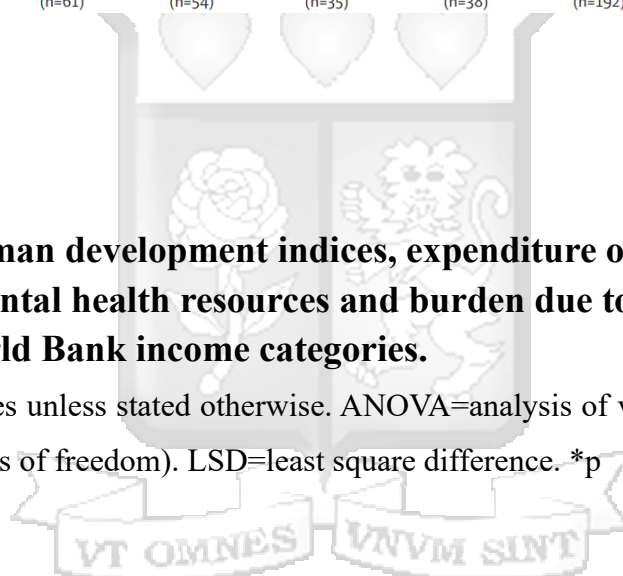 (n=61) (n=54) (n=35) (n=38) (n=192)
man development indices, expenditure o
ntal health resources and burden due to
rld Bank income categories.
es unless stated otherwise. ANOVA=analysis of v
s of freedom). LSD=least square difference. *p
VT OMNES VNVM SINT